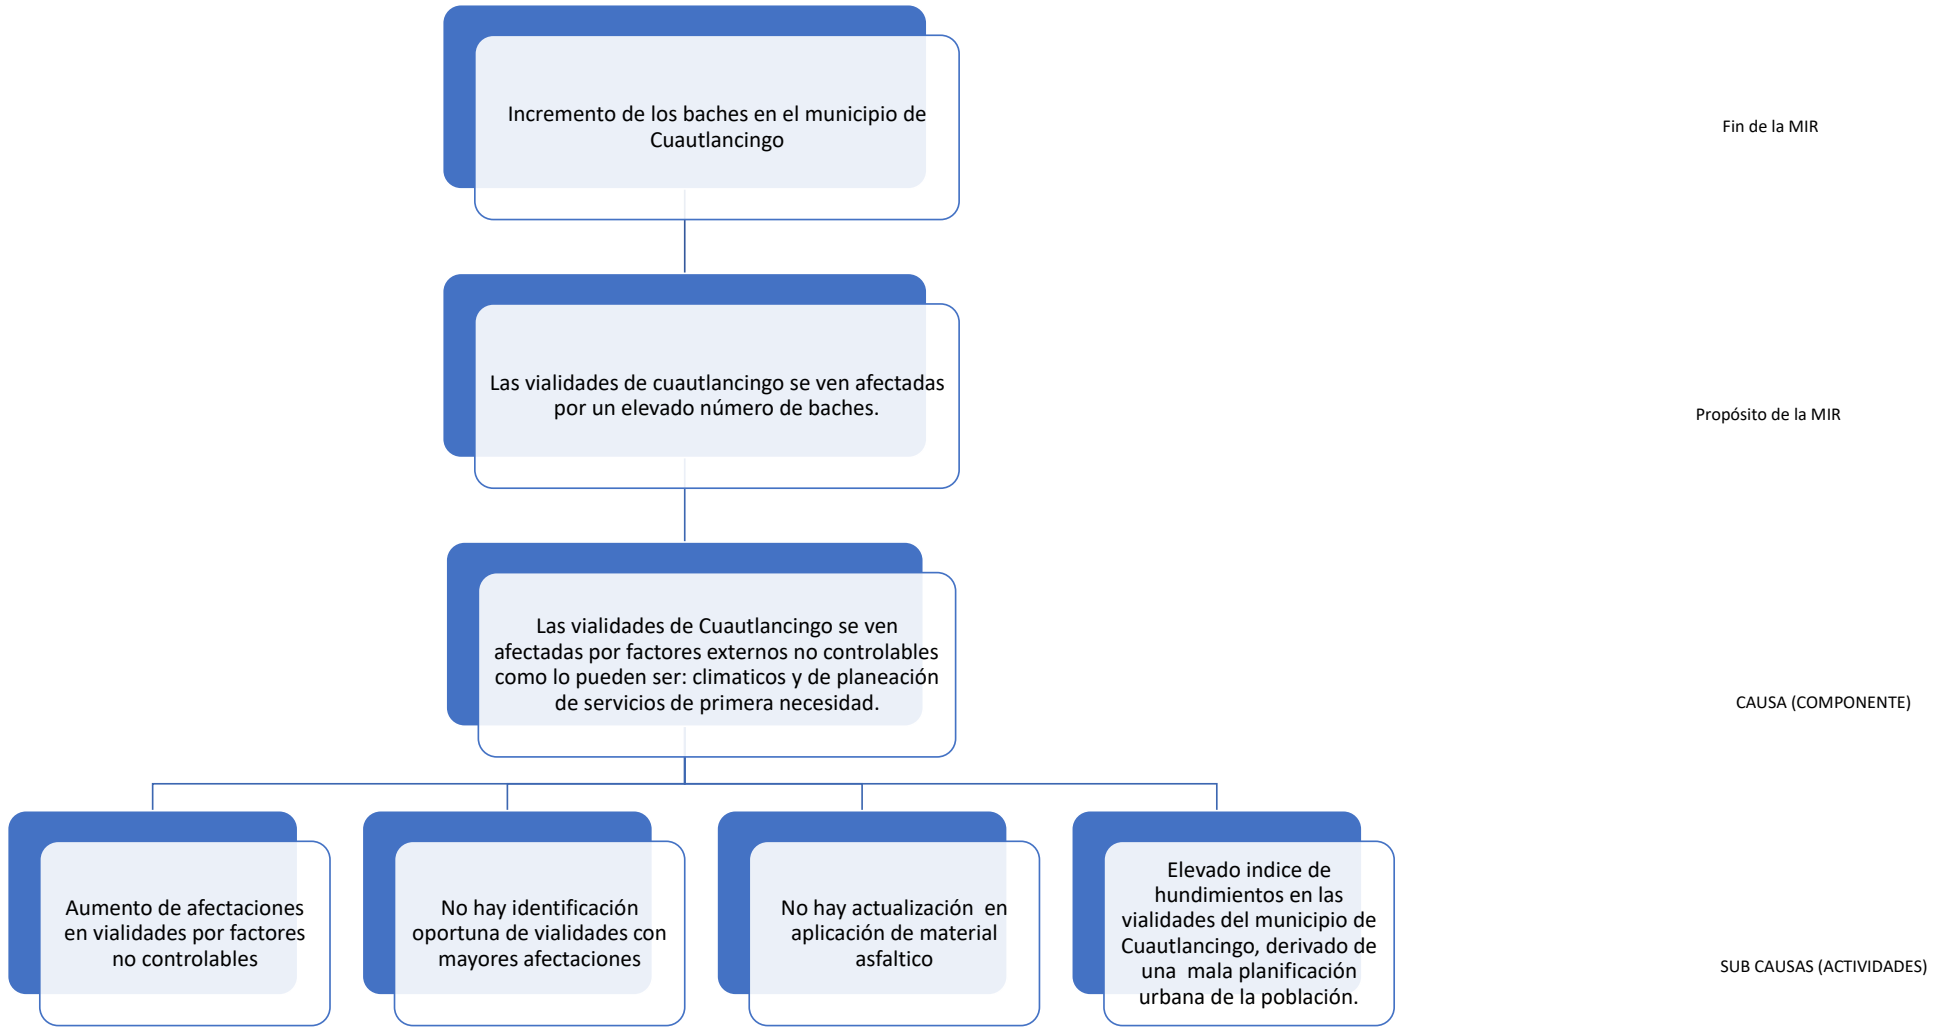 Incremento de los baches en el municipio de
Cuautlancingo
Fin de la MIR
Las vialidades de cuautlancingo se ven afectadas
por un elevado número de baches.
Propósito de la MIR
Las vialidades de Cuautlancingo se ven
afectadas por factores externos no controlables
como lo pueden ser: climaticos y de planeación
de servicios de primera necesidad.
CAUSA (COMPONENTE)
Aumento de afectaciones
en vialidades por factores
no controlables
No hay identificación
oportuna de vialidades con
mayores afectaciones
No hay actualización  en
aplicación de material
asfaltico
Elevado indice de
hundimientos en las
vialidades del municipio de
Cuautlancingo, derivado de
una  mala planificación
urbana de la población.
SUB CAUSAS (ACTIVIDADES)